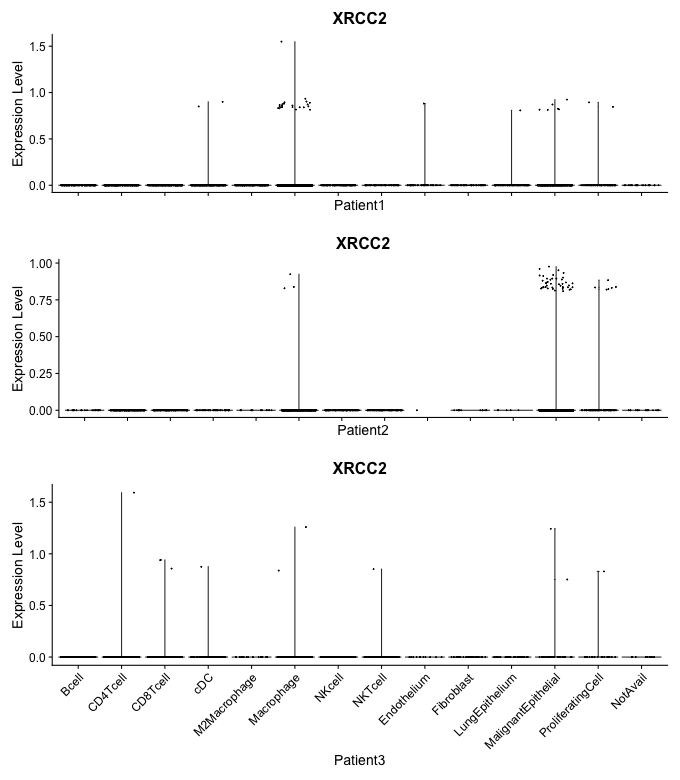 XRCC2
Expression Level
1.5
1.0
0.5
0.0
Patient1
XRCC2
Expression Level
1.00
0.75
0.50
0.25
0.00
Patient2
XRCC2
Expression Level
1.5
1.0
0.5
0.0
Bcell
CD4Tcell
CD8Tcell
cDC
M2Macrophage
Macrophage
NKcell
NKTcell
Endothelium
Fibroblast
LungEpithelium
MalignantEpithelial
ProliferatingCell
NotAvail
Patient3